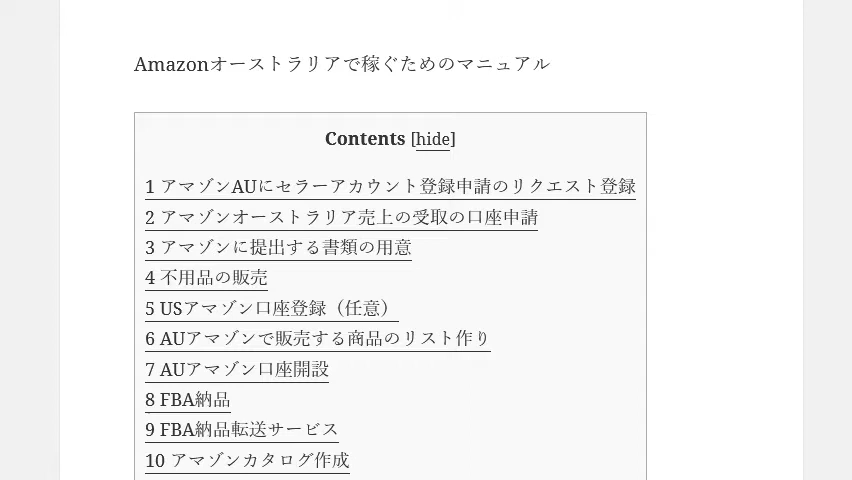 Amazonオーストラリアで稼ぐためのマニュアル
Contents [hide]
1 アマゾンAUにセラーアカウント登録申請のリクエスト登録
2 アマゾンオーストラリア売上の受取の口座申請
3 アマゾンに提出する書類の用意
4 不用品の販売
5 USアマゾン口座登録（任意）
6 AUアマゾンで販売する商品のリスト作り
7 AUアマゾン口座開設
8 FBA納品
9 FBA納品転送サービス
10 アマゾンカタログ作成